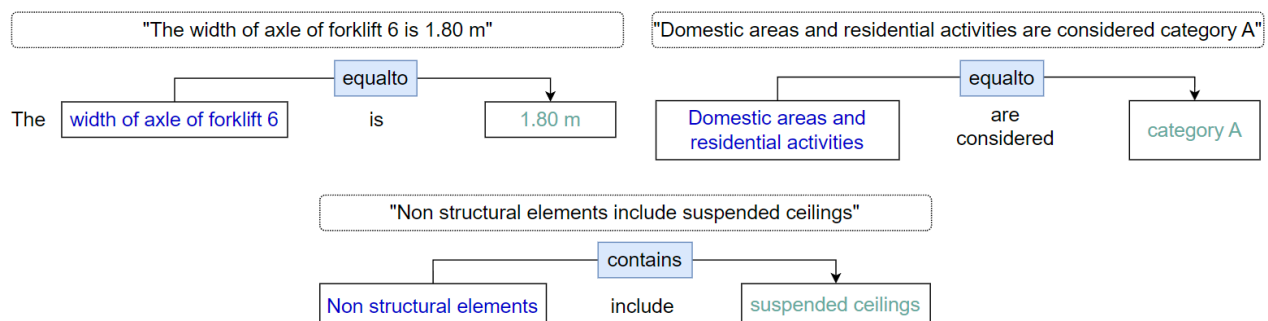 "The width of axle of forklift 6 is 1.80 m"
equalto
The width of axle of forklift 6 is 1.80 m
"Domestic areas and residential activities are considered category A"
equalto
Domestic areas and are category A
residential activities considered
"Non structural elements include suspended ceilings"
contains
Non structural elements include suspended ceilings